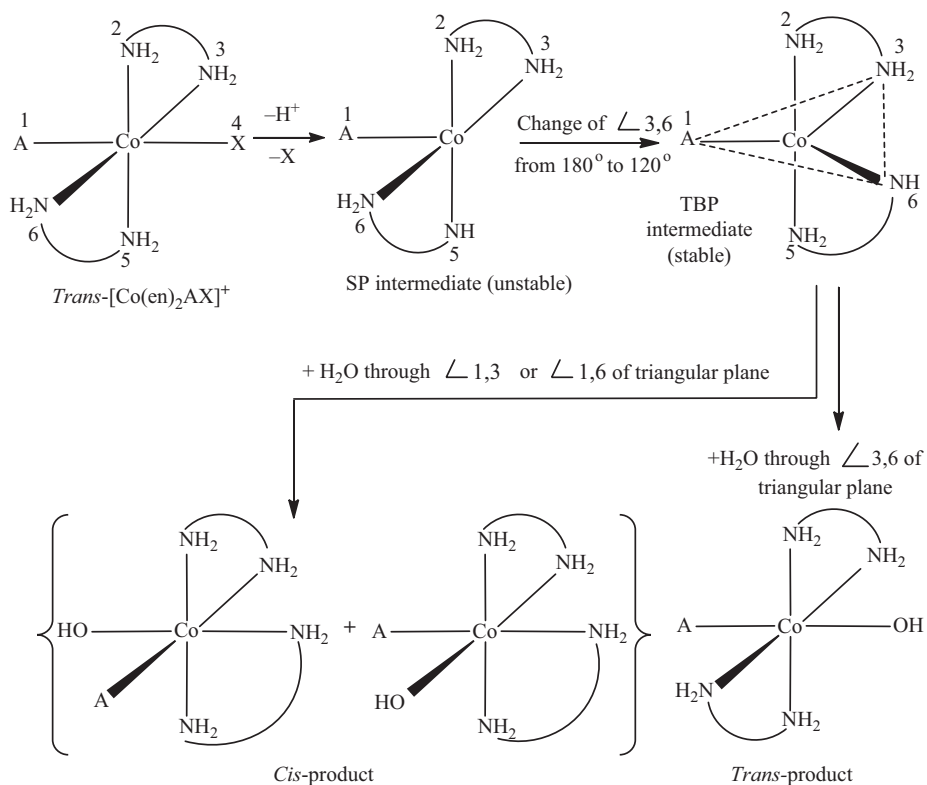 2
NH₂
3
NH₂
1
A
Co
4
X
H₂N
6
NH₂
5
Trans-[Co(en)₂AX]⁺
–H⁺
–X
2
NH₂
3
NH₂
1
A
Co
H₂N
6
NH
5
SP intermediate (unstable)
Change of ∠ 3,6
from 180° to 120°
2
NH₂
3
NH₂
1
A
Co
NH
6
NH₂
5
TBP
intermediate
(stable)
+ H₂O through ∠ 1,3 or ∠ 1,6 of triangular plane
+H₂O through ∠3,6 of
triangular plane
NH₂
NH₂
HO
Co
NH₂
A
NH₂
+
NH₂
NH₂
A
Co
NH₂
HO
NH₂
Cis-product
NH₂
NH₂
A
Co
OH
H₂N
NH₂
Trans-product